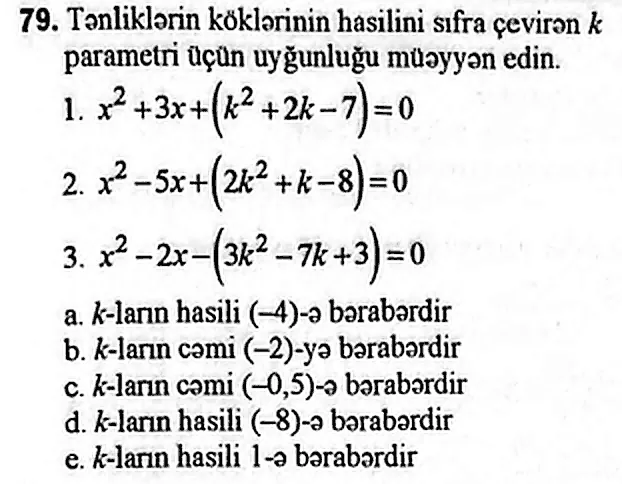 79. Tənliklərin köklərinin hasilini sıfra çevirən k
parametri üçün uyğunluğu müəyyən edin.
1. x² +3x+(k² +2k−7)=0
2. x² −5x+(2k² +k−8)=0
3. x² −2x−(3k² −7k+3)=0
a. k-ların hasili (−4)-ə bərabərdir
b. k-ların cəmi (−2)-yə bərabərdir
c. k-ların cəmi (−0,5)-ə bərabərdir
d. k-ların hasili (−8)-ə bərabərdir
e. k-ların hasili 1-ə bərabərdir